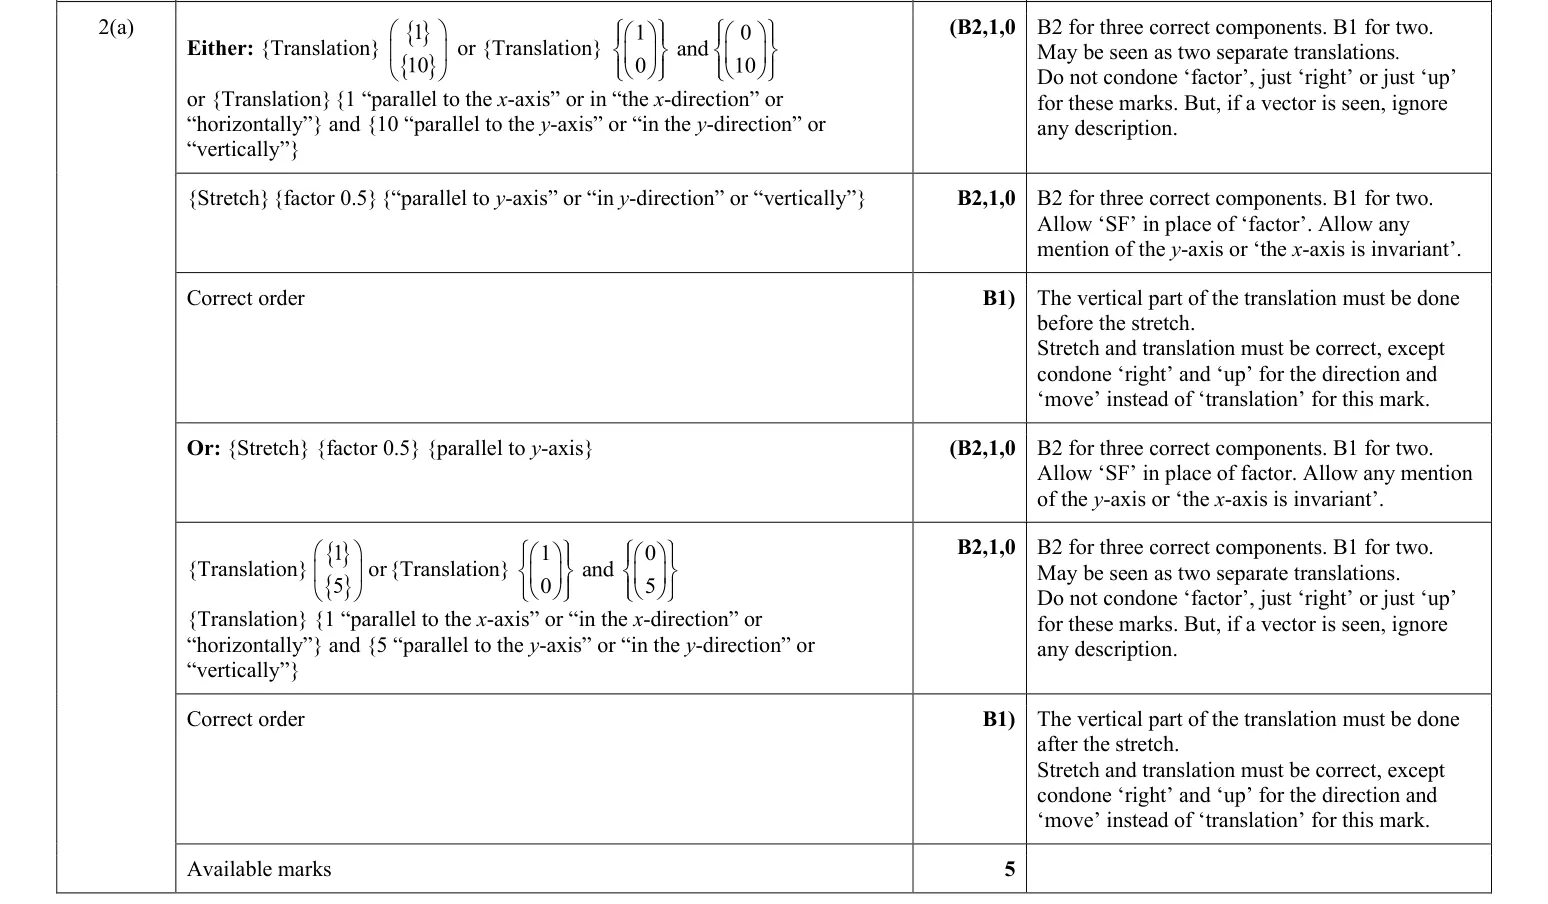 2(a)
Either: {Translation} ({1} {10}) or {Translation} {(1 0)} and {(0 10)}
or {Translation} {1 “parallel to the x-axis” or in “the x-direction” or
“horizontally”} and {10 “parallel to the y-axis” or “in the y-direction” or
“vertically”}
(B2,1,0
B2 for three correct components. B1 for two.
May be seen as two separate translations.
Do not condone ‘factor’, just ‘right’ or just ‘up’
for these marks. But, if a vector is seen, ignore
any description.
{Stretch} {factor 0.5} {“parallel to y-axis” or “in y-direction” or “vertically”}
B2,1,0
B2 for three correct components. B1 for two.
Allow ‘SF’ in place of ‘factor’. Allow any
mention of the y-axis or ‘the x-axis is invariant’.
Correct order
B1)
The vertical part of the translation must be done
before the stretch.
Stretch and translation must be correct, except
condone ‘right’ and ‘up’ for the direction and
‘move’ instead of ‘translation’ for this mark.
Or: {Stretch} {factor 0.5} {parallel to y-axis}
(B2,1,0
B2 for three correct components. B1 for two.
Allow ‘SF’ in place of factor. Allow any mention
of the y-axis or ‘the x-axis is invariant’.
{Translation} ({1} {5}) or {Translation} {(1 0)} and {(0 5)}
{Translation} {1 “parallel to the x-axis” or “in the x-direction” or
“horizontally”} and {5 “parallel to the y-axis” or “in the y-direction” or
“vertically”}
B2,1,0
B2 for three correct components. B1 for two.
May be seen as two separate translations.
Do not condone ‘factor’, just ‘right’ or just ‘up’
for these marks. But, if a vector is seen, ignore
any description.
Correct order
B1)
The vertical part of the translation must be done
after the stretch.
Stretch and translation must be correct, except
condone ‘right’ and ‘up’ for the direction and
‘move’ instead of ‘translation’ for this mark.
Available marks
5